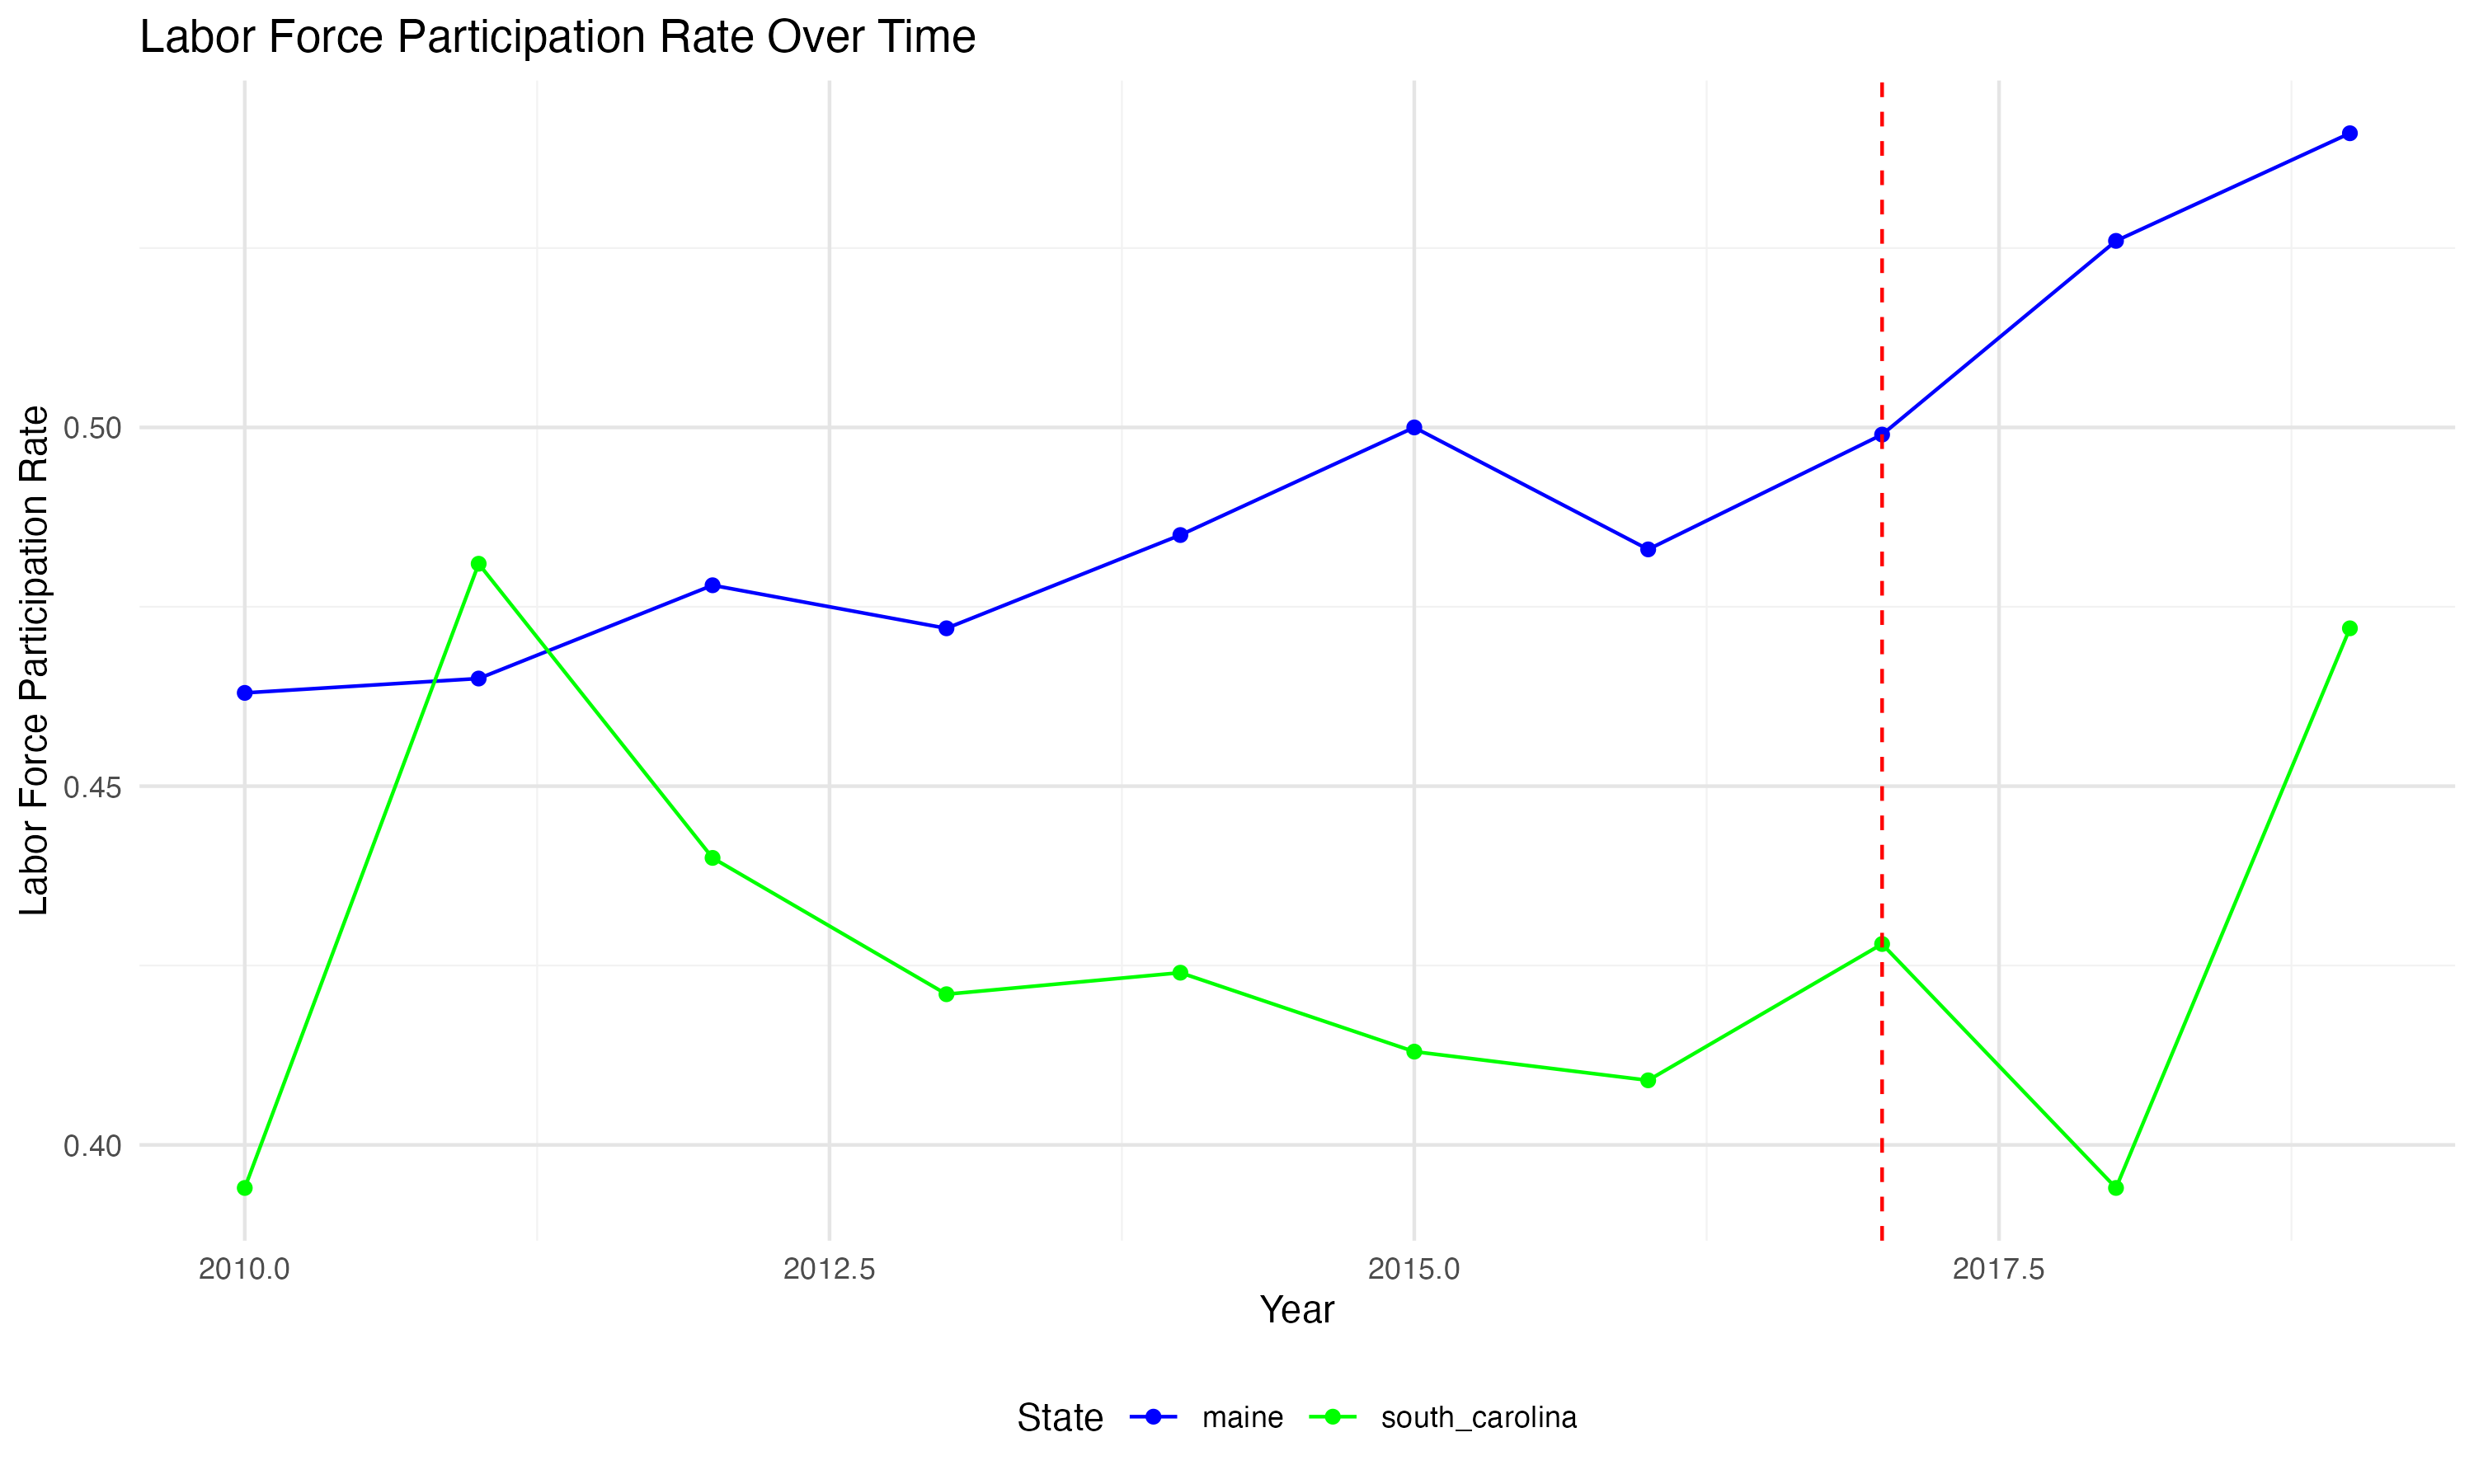 Labor Force Participation Rate Over Time
Labor Force Participation Rate
0.50
0.45
0.40
2010.0 2012.5 2015.0 2017.5
Year
State maine south_carolina